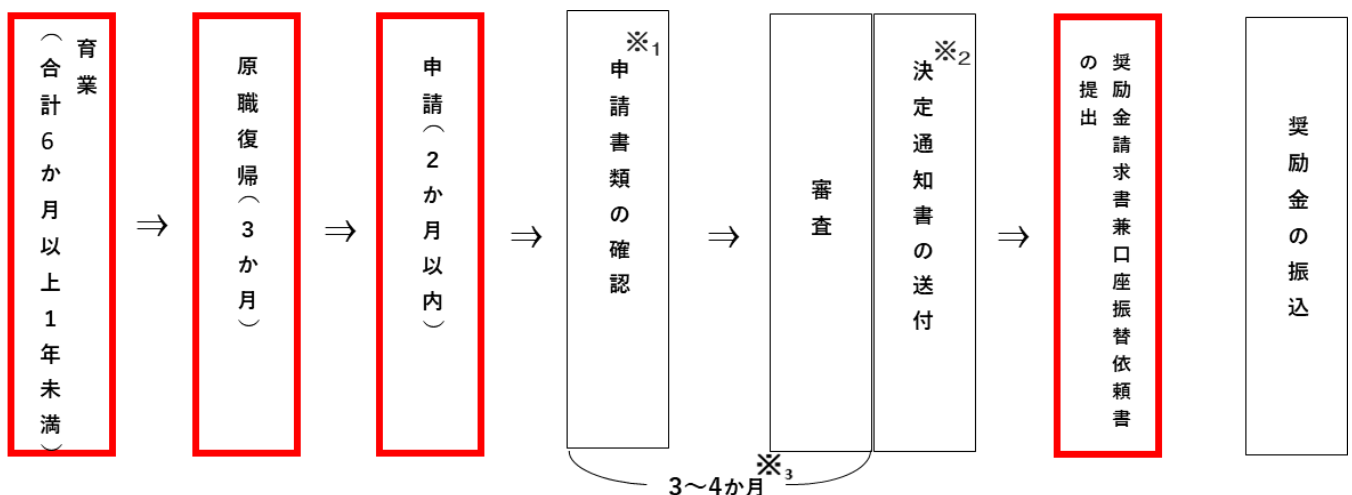 育業
（合計6か月以上1年未満）
⇒
原職復帰（3か月）
⇒
申請（2か月以内）
⇒
※1
申請書類の確認
⇒
審査
※2
決定通知書の送付
⇒
奨励金請求書兼口座振替依頼書
の提出
奨励金の振込
3～4か月※3